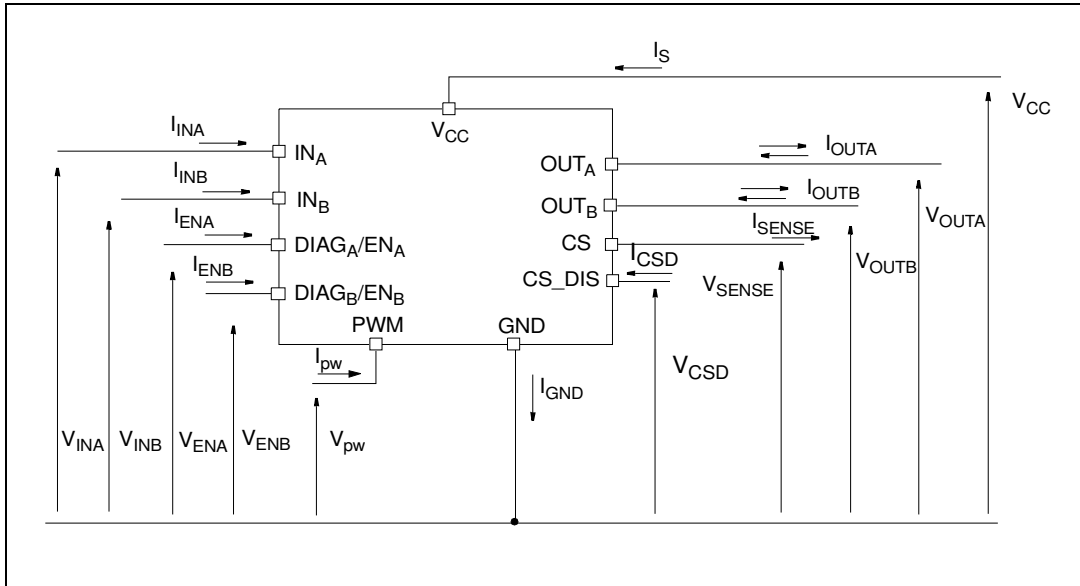 I_S
V_CC
V_CC
I_INA
IN_A
OUT_A
I_OUTA
I_INB
IN_B
OUT_B
I_OUTB
V_OUTA
I_ENA
DIAG_A/EN_A
CS
I_SENSE
I_CSD
V_OUTB
I_ENB
DIAG_B/EN_B
CS_DIS
V_SENSE
PWM
GND
I_pw
I_GND
V_CSD
V_INA
V_INB
V_ENA
V_ENB
V_pw